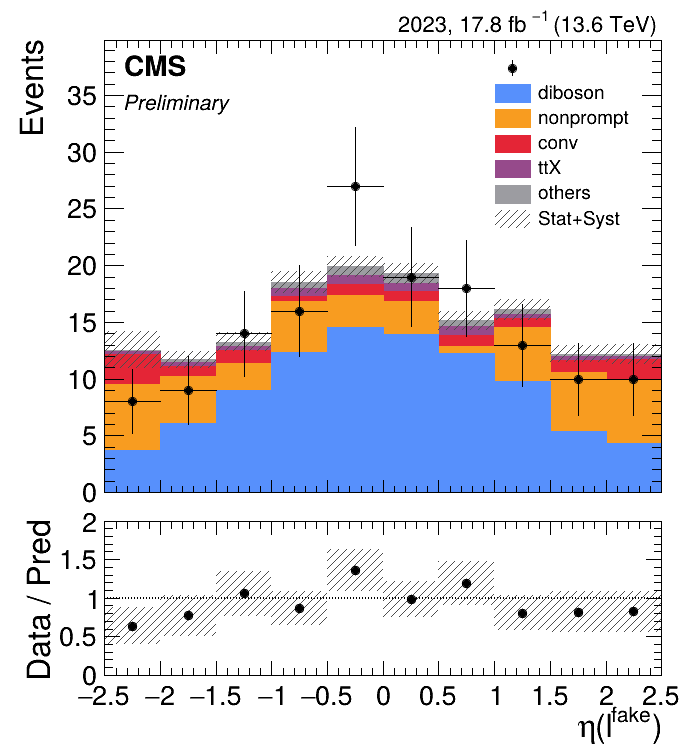 2023, 17.8 fb⁻¹ (13.6 TeV)
CMS
Preliminary
diboson
nonprompt
conv
ttX
others
Stat+Syst
Events
35
30
25
20
15
10
5
0
Data / Pred
2
1.5
1
0.5
0
−2.5 −2 −1.5 −1 −0.5 0 0.5 1 1.5 2 2.5
η(l^fake)